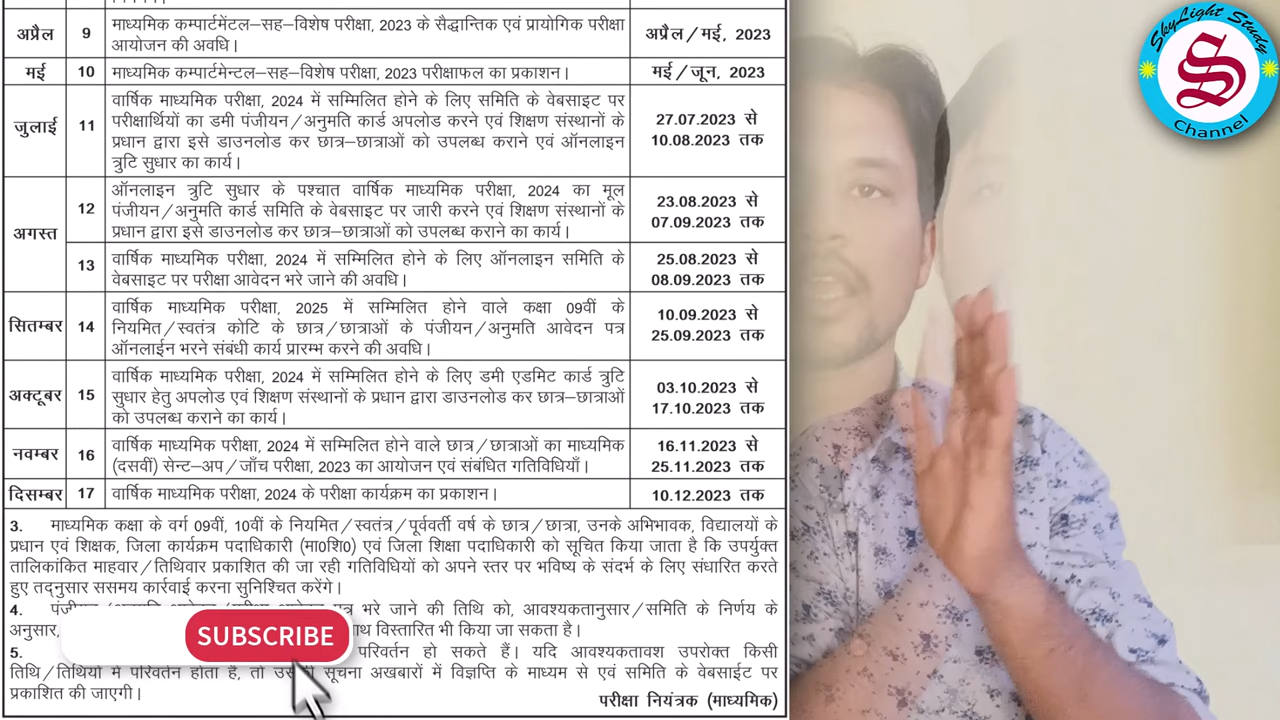 अप्रैल 9 माध्यमिक कम्पार्टमेंटल–सह–विशेष परीक्षा, 2023 के सैद्धान्तिक एवं प्रायोगिक परीक्षा अप्रैल/मई, 2023
आयोजन की अवधि।
मई 10 माध्यमिक कम्पार्टमेन्टल–सह–विशेष परीक्षा, 2023 परीक्षाफल का प्रकाशन। मई/जून, 2023
वार्षिक माध्यमिक परीक्षा, 2024 में सम्मिलित होने के लिए समिति के वेबसाइट पर
जुलाई 11 परीक्षार्थियों का डमी पंजीयन/अनुमति कार्ड अपलोड करने एवं शिक्षण संस्थानों के 27.07.2023 से
प्रधान द्वारा इसे डाउनलोड कर छात्र–छात्राओं को उपलब्ध कराने एवं ऑनलाइन 10.08.2023 तक
त्रुटि सुधार का कार्य।
अगस्त
12 ऑनलाइन त्रुटि सुधार के पश्चात वार्षिक माध्यमिक परीक्षा, 2024 का मूल 23.08.2023 से
पंजीयन/अनुमति कार्ड समिति के वेबसाइट पर जारी करने एवं शिक्षण संस्थानों के 07.09.2023 तक
प्रधान द्वारा इसे डाउनलोड कर छात्र–छात्राओं को उपलब्ध कराने का कार्य।
13 वार्षिक माध्यमिक परीक्षा, 2024 में सम्मिलित होने के लिए ऑनलाइन समिति के 25.08.2023 से
वेबसाइट पर परीक्षा आवेदन भरे जाने की अवधि। 08.09.2023 तक
वार्षिक माध्यमिक परीक्षा, 2025 में सम्मिलित होने वाले कक्षा 09वीं के 10.09.2023 से
सितम्बर 14 नियमित/स्वतंत्र कोटि के छात्र/छात्राओं के पंजीयन/अनुमति आवेदन पत्र 25.09.2023 तक
ऑनलाईन भरने संबंधी कार्य प्रारम्भ करने की अवधि।
वार्षिक माध्यमिक परीक्षा, 2024 में सम्मिलित होने के लिए डमी एडमिट कार्ड त्रुटि 03.10.2023 से
अक्टूबर 15 सुधार हेतु अपलोड एवं शिक्षण संस्थानों के प्रधान द्वारा डाउनलोड कर छात्र–छात्राओं 17.10.2023 तक
को उपलब्ध कराने का कार्य।
नवम्बर 16 वार्षिक माध्यमिक परीक्षा, 2024 में सम्मिलित होने वाले छात्र/छात्राओं का माध्यमिक 16.11.2023 से
(दसवीं) सेन्ट–अप/जाँच परीक्षा, 2023 का आयोजन एवं संबंधित गतिविधियाँ। 25.11.2023 तक
दिसम्बर 17 वार्षिक माध्यमिक परीक्षा, 2024 के परीक्षा कार्यक्रम का प्रकाशन। 10.12.2023 तक
3. माध्यमिक कक्षा के वर्ग 09वीं, 10वीं के नियमित/स्वतंत्र/पूर्ववर्ती वर्ष के छात्र/छात्रा, उनके अभिभावक, विद्यालयों के
प्रधान एवं शिक्षक, जिला कार्यक्रम पदाधिकारी (मा0शि0) एवं जिला शिक्षा पदाधिकारी को सूचित किया जाता है कि उपर्युक्त
तालिकांकित माहवार/तिथिवार प्रकाशित की जा रही गतिविधियों को अपने स्तर पर भविष्य के संदर्भ के लिए संधारित करते
हुए तद्नुसार ससमय कार्रवाई करना सुनिश्चित करेंगे।
4. भरे जाने की तिथि को, आवश्यकतानुसार/समिति के निर्णय के
अनुसार, विस्तारित भी किया जा सकता है।
5. परिवर्तन हो सकते हैं। यदि आवश्यकतावश उपरोक्त किसी
तिथि/तिथियों में परिवर्तन होता है, तो सूचना अखबारों में विज्ञप्ति के माध्यम से एवं समिति के वेबसाइट पर
प्रकाशित की जाएगी।
परीक्षा नियंत्रक (माध्यमिक)
SUBSCRIBE
SkyLight Study
S
Channel